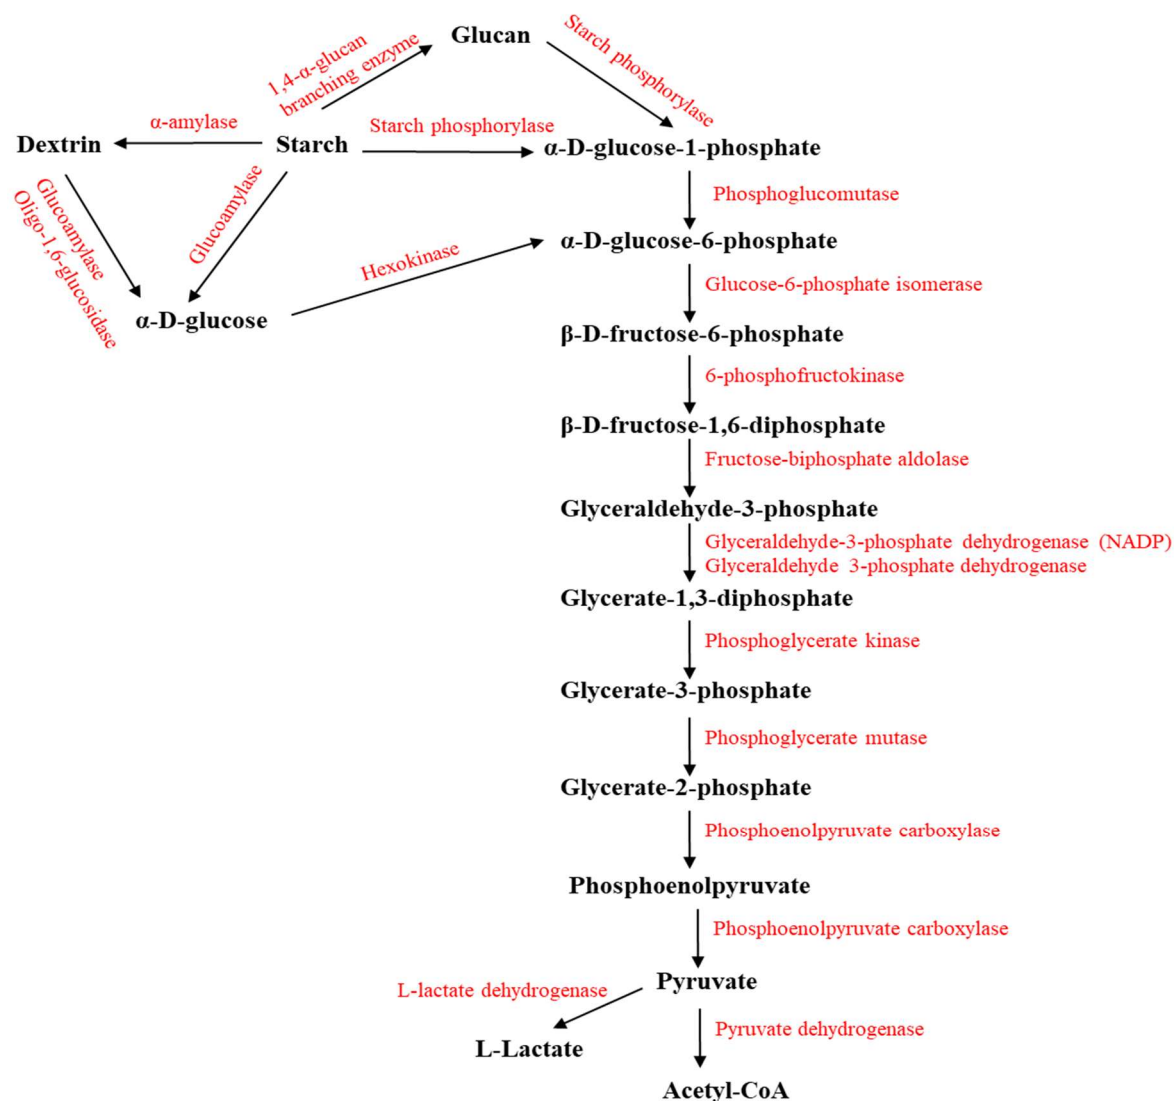 Glucan
1,4-α-glucan
branching enzyme
Starch phosphorylase
Dextrin
α-amylase
Starch
Starch phosphorylase
α-D-glucose-1-phosphate
Glucoamylase
Oligo-1,6-glucosidase
Glucoamylase
Phosphoglucomutase
Hexokinase
α-D-glucose-6-phosphate
Glucose-6-phosphate isomerase
α-D-glucose
β-D-fructose-6-phosphate
6-phosphofructokinase
β-D-fructose-1,6-diphosphate
Fructose-biphosphate aldolase
Glyceraldehyde-3-phosphate
Glyceraldehyde-3-phosphate dehydrogenase (NADP)
Glyceraldehyde 3-phosphate dehydrogenase
Glycerate-1,3-diphosphate
Phosphoglycerate kinase
Glycerate-3-phosphate
Phosphoglycerate mutase
Glycerate-2-phosphate
Phosphoenolpyruvate carboxylase
Phosphoenolpyruvate
Phosphoenolpyruvate carboxylase
Pyruvate
L-lactate dehydrogenase
Pyruvate dehydrogenase
L-Lactate
Acetyl-CoA